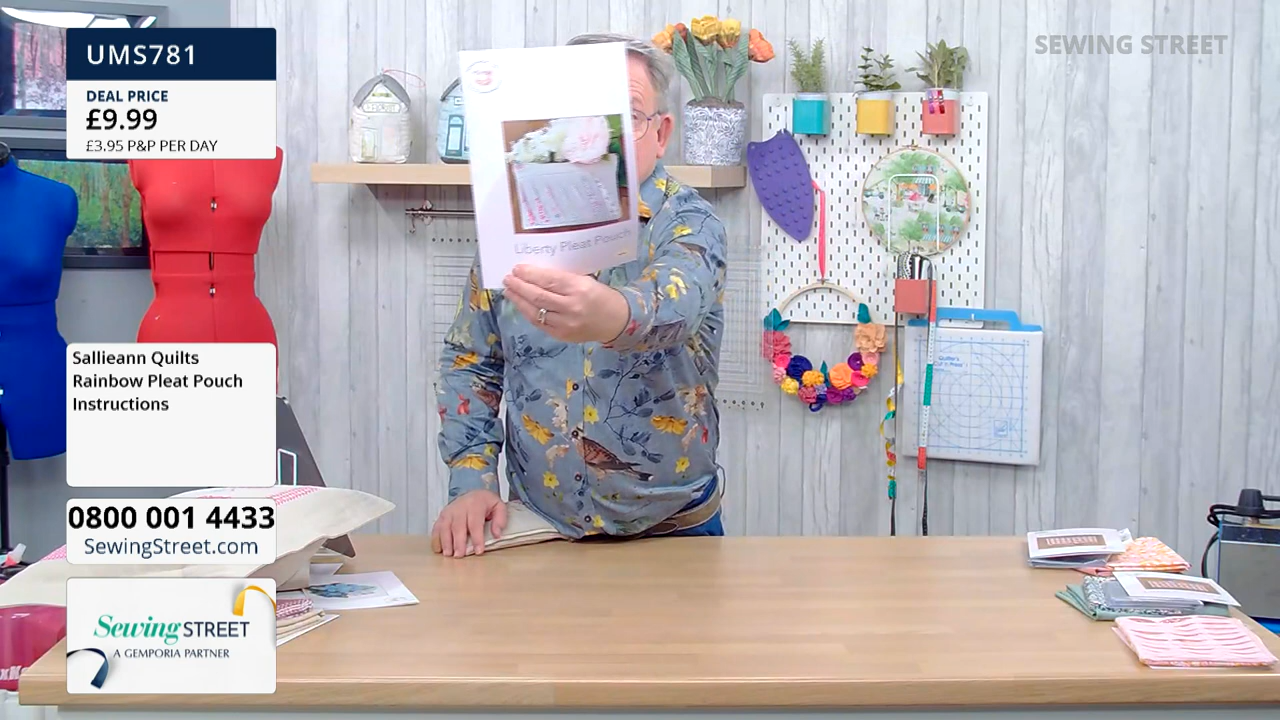 UMS781
DEAL PRICE
£9.99
£3.95 P&P PER DAY
SEWING STREET
Liberty Pleat Pouch
Sallieann Quilts
Rainbow Pleat Pouch
Instructions
0800 001 4433
SewingStreet.com
Sewing STREET
A GEMPORIA PARTNER